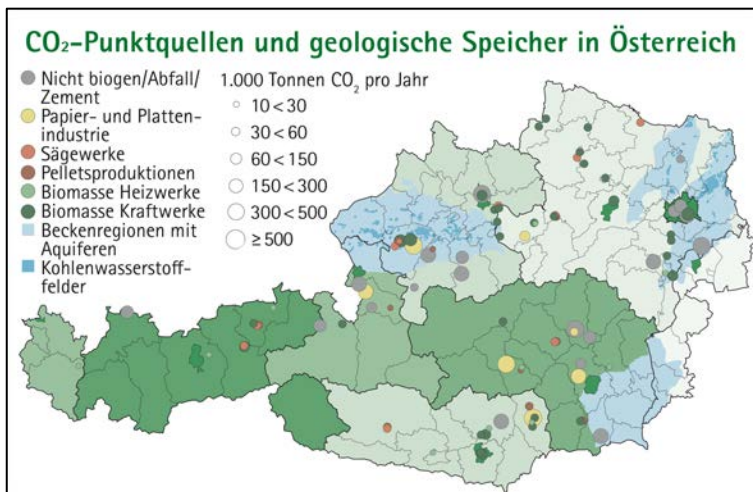 CO₂-Punktquellen und geologische Speicher in Österreich
Nicht biogen/Abfall/
Zement
Papier- und Platten-
industrie
Sägewerke
Pelletsproduktionen
Biomasse Heizwerke
Biomasse Kraftwerke
Beckenregionen mit
Aquiferen
Kohlenwasserstoff-
felder
1.000 Tonnen CO₂ pro Jahr
10 < 30
30 < 60
60 < 150
150 < 300
300 < 500
≥ 500